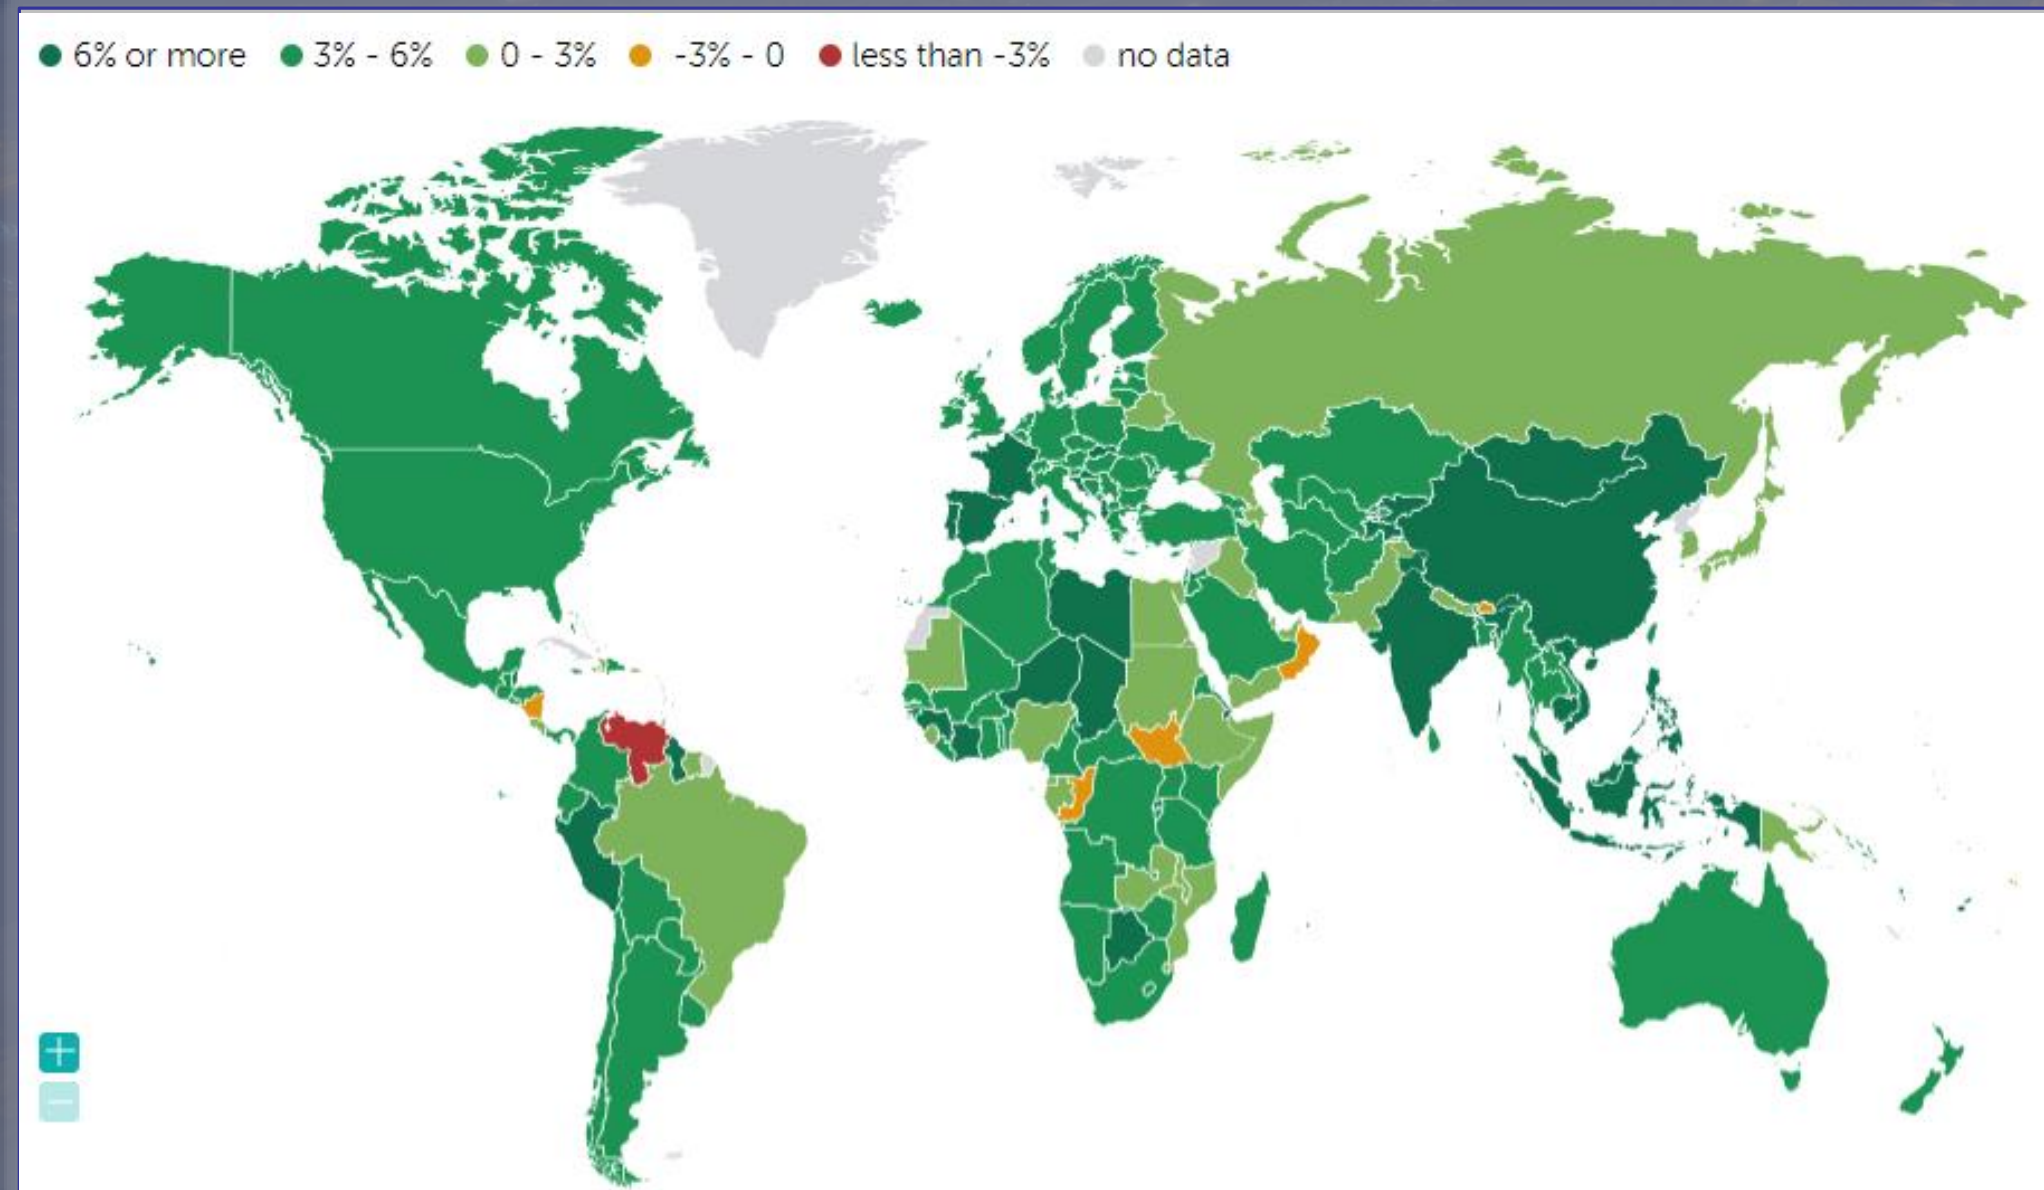 6% or more 3% - 6% 0 - 3% -3% - 0 less than -3% no data
+
−